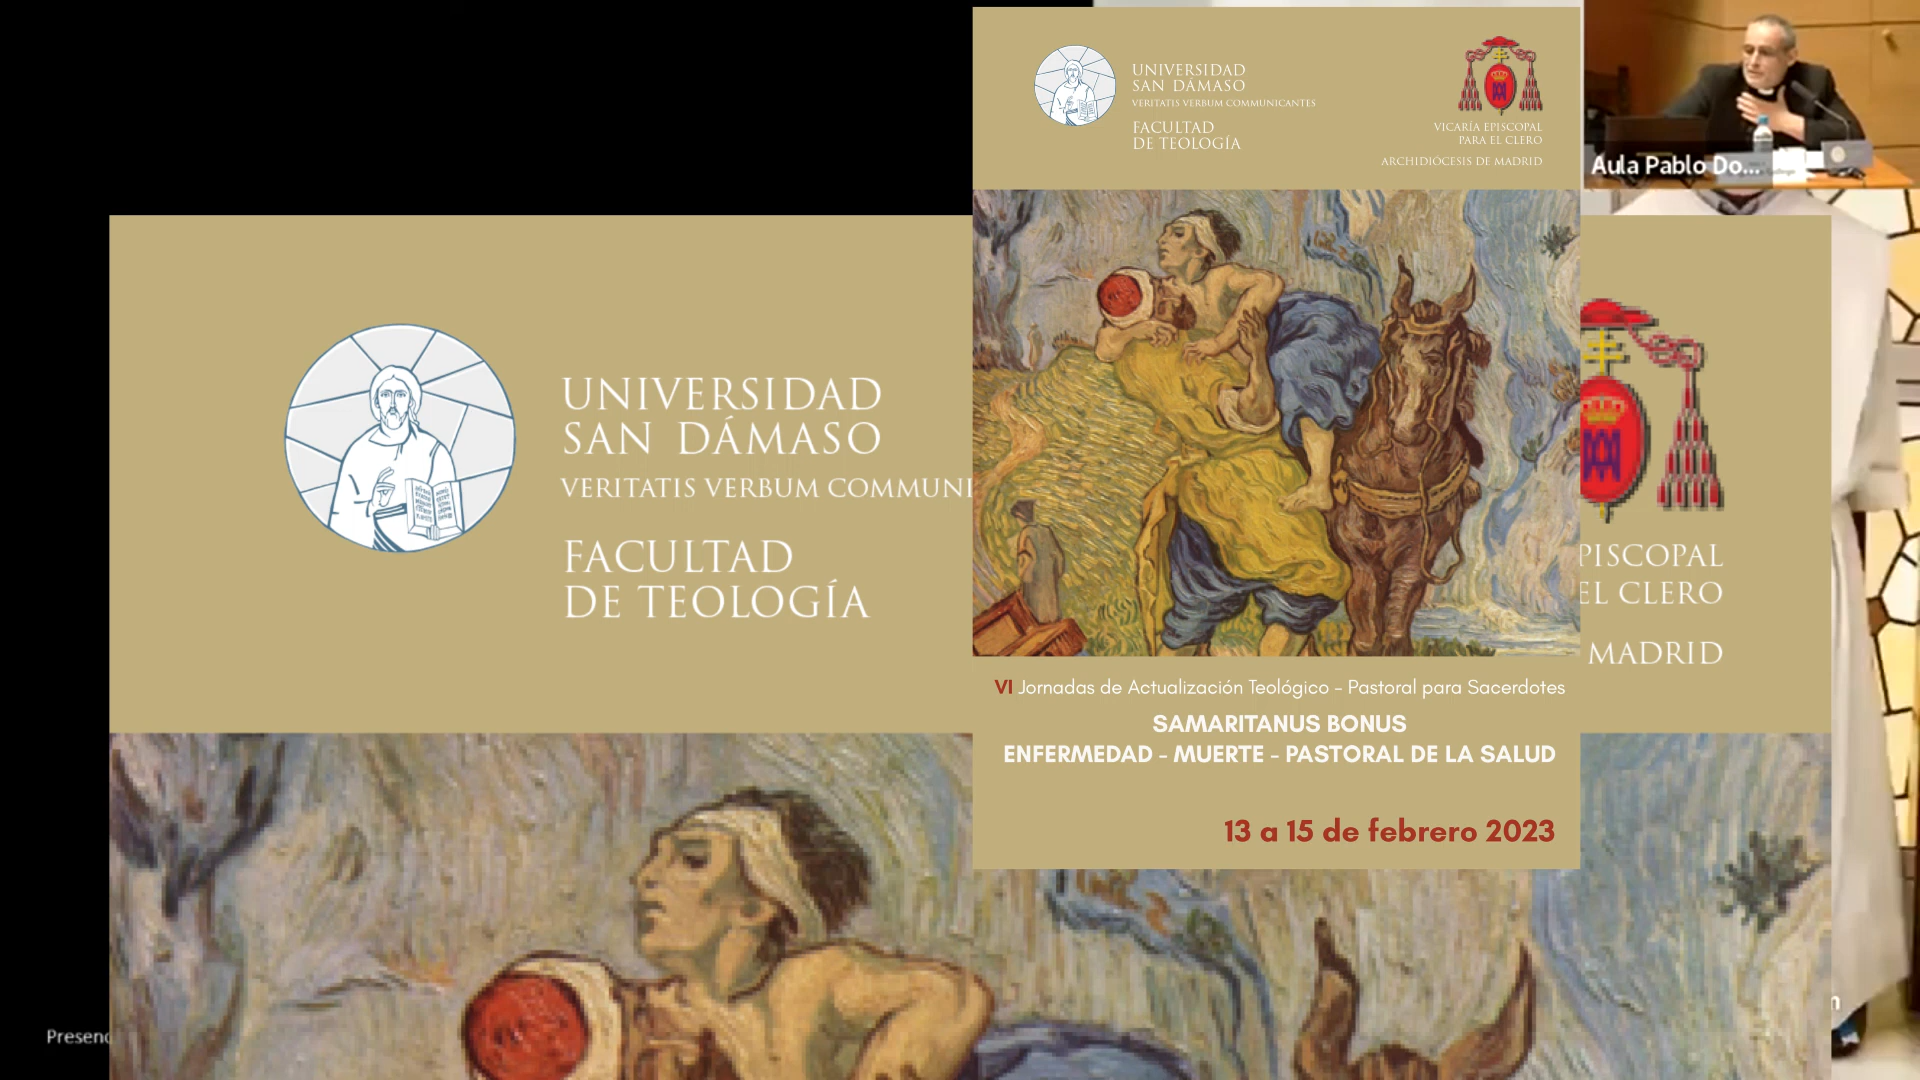 UNIVERSIDAD
SAN DÁMASO
VERITATIS VERBUM COMMUNICANTES
FACULTAD
DE TEOLOGÍA
VICARÍA EPISCOPAL
PARA EL CLERO
ARCHIDIÓCESIS DE MADRID
Aula Pablo Do...
UNIVERSIDAD
SAN DÁMASO
VERITATIS VERBUM COMMUNI
FACULTAD
DE TEOLOGÍA
PISCOPAL
EL CLERO
MADRID
VI Jornadas de Actualización Teológico - Pastoral para Sacerdotes
SAMARITANUS BONUS
ENFERMEDAD - MUERTE - PASTORAL DE LA SALUD
13 a 15 de febrero 2023
Presenc